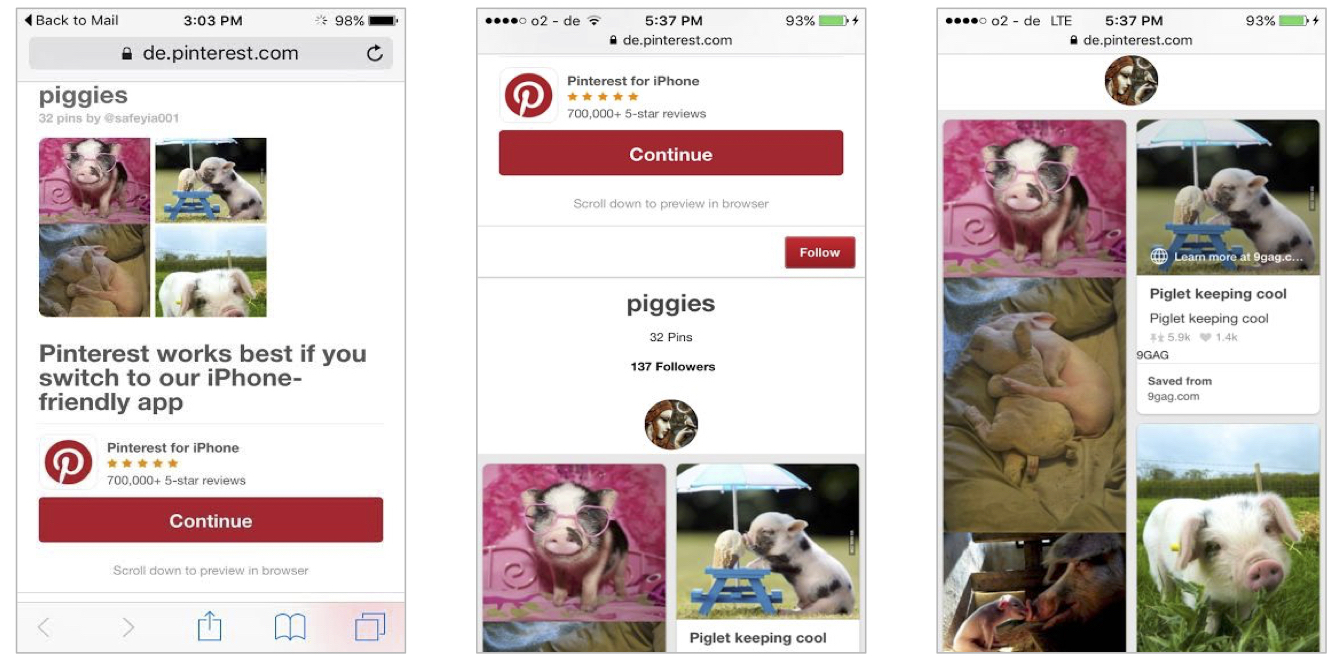 Back to Mail
3:03 PM
98%
de.pinterest.com
piggies
32 pins by @safeyia001
Pinterest works best if you
switch to our iPhone-
friendly app
Pinterest for iPhone
700,000+ 5-star reviews
Continue
Scroll down to preview in browser
o2 - de
5:37 PM
93%
de.pinterest.com
Pinterest for iPhone
700,000+ 5-star reviews
Continue
Scroll down to preview in browser
Follow
piggies
32 Pins
137 Followers
Piglet keeping cool
o2 - de LTE
5:37 PM
93%
de.pinterest.com
Learn more at 9gag.c...
Piglet keeping cool
Piglet keeping cool
5.9k 1.4k
9GAG
Saved from
9gag.com